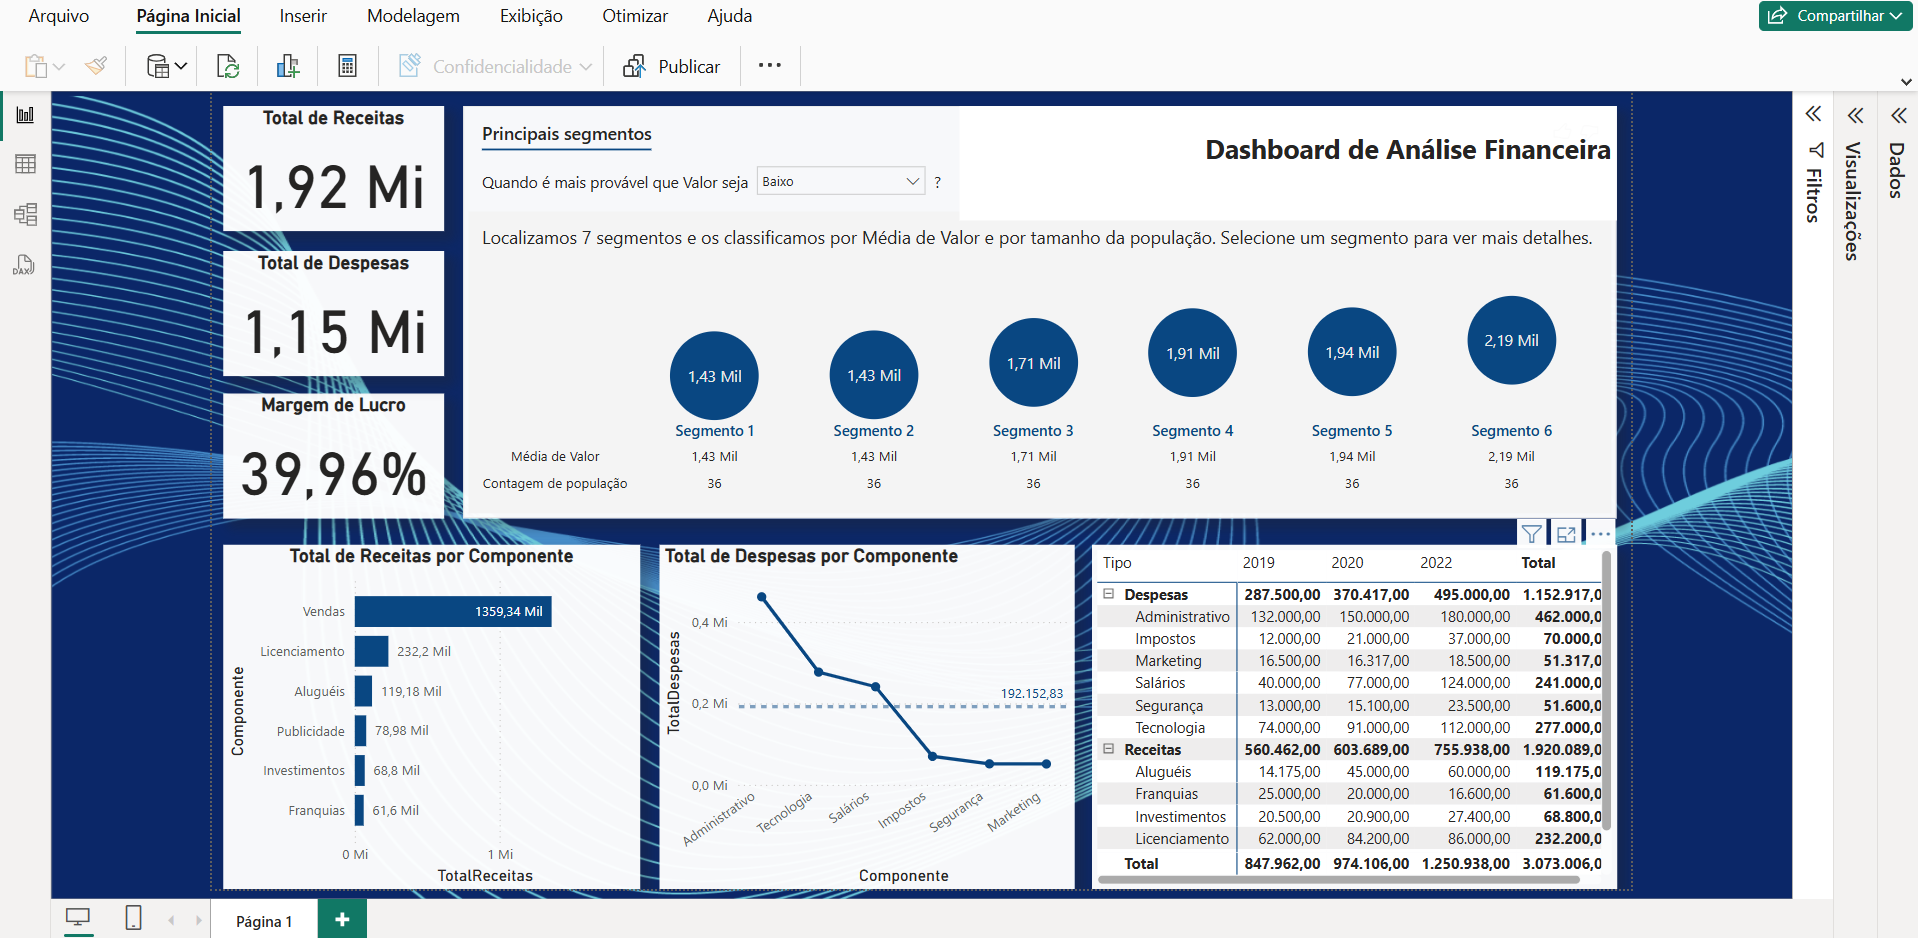 Arquivo Página Inicial Inserir Modelagem Exibição Otimizar Ajuda Compartilhar
Confidencialidade Publicar
DAX
Total de Receitas
1,92 Mi
Total de Despesas
1,15 Mi
Margem de Lucro
39,96%
Principais segmentos
Quando é mais provável que Valor seja Baixo ?
Dashboard de Análise Financeira
Localizamos 7 segmentos e os classificamos por Média de Valor e por tamanho da população. Selecione um segmento para ver mais detalhes.
1,43 Mil 1,43 Mil 1,71 Mil 1,91 Mil 1,94 Mil 2,19 Mil
Segmento 1 Segmento 2 Segmento 3 Segmento 4 Segmento 5 Segmento 6
Média de Valor 1,43 Mil 1,43 Mil 1,71 Mil 1,91 Mil 1,94 Mil 2,19 Mil
Contagem de população 36 36 36 36 36 36
Total de Receitas por Componente
Componente
Vendas 1359,34 Mil
Licenciamento 232,2 Mil
Aluguéis 119,18 Mil
Publicidade 78,98 Mil
Investimentos 68,8 Mil
Franquias 61,6 Mil
0 Mi 1 Mi
TotalReceitas
Total de Despesas por Componente
TotalDespesas
0,4 Mi
192.152,83
0,2 Mi
0,0 Mi
Administrativo Tecnologia Salários Impostos Segurança Marketing
Componente
Tipo 2019 2020 2022 Total
Despesas 287.500,00 370.417,00 495.000,00 1.152.917,0
Administrativo 132.000,00 150.000,00 180.000,00 462.000,0
Impostos 12.000,00 21.000,00 37.000,00 70.000,0
Marketing 16.500,00 16.317,00 18.500,00 51.317,0
Salários 40.000,00 77.000,00 124.000,00 241.000,0
Segurança 13.000,00 15.100,00 23.500,00 51.600,0
Tecnologia 74.000,00 91.000,00 112.000,00 277.000,0
Receitas 560.462,00 603.689,00 755.938,00 1.920.089,0
Aluguéis 14.175,00 45.000,00 60.000,00 119.175,0
Franquias 25.000,00 20.000,00 16.600,00 61.600,0
Investimentos 20.500,00 20.900,00 27.400,00 68.800,0
Licenciamento 62.000,00 84.200,00 86.000,00 232.200,0
Total 847.962,00 974.106,00 1.250.938,00 3.073.006,0
Filtros
Visualizações
Dados
Página 1